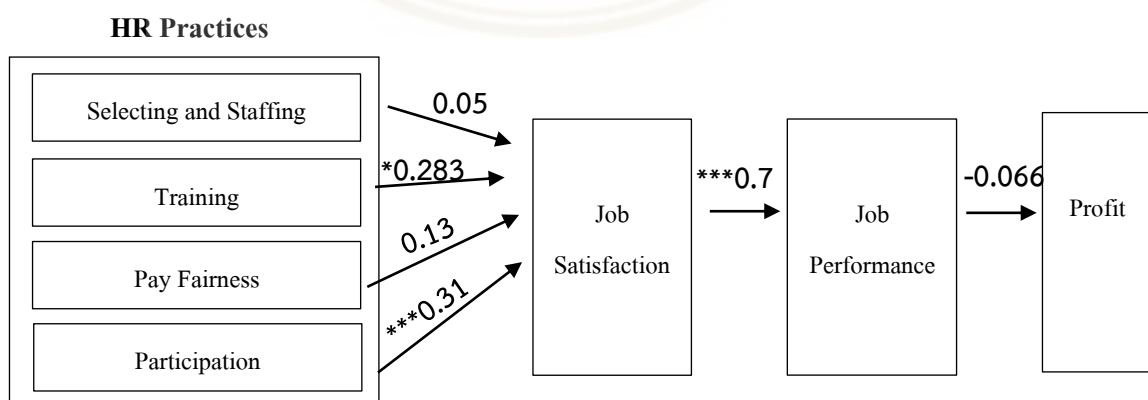 HR Practices
Selecting and Staffing
Training
Pay Fairness
Participation
0.05
*0.283
0.13
***0.31
Job
Satisfaction
***0.7
Job
Performance
-0.066
Profit